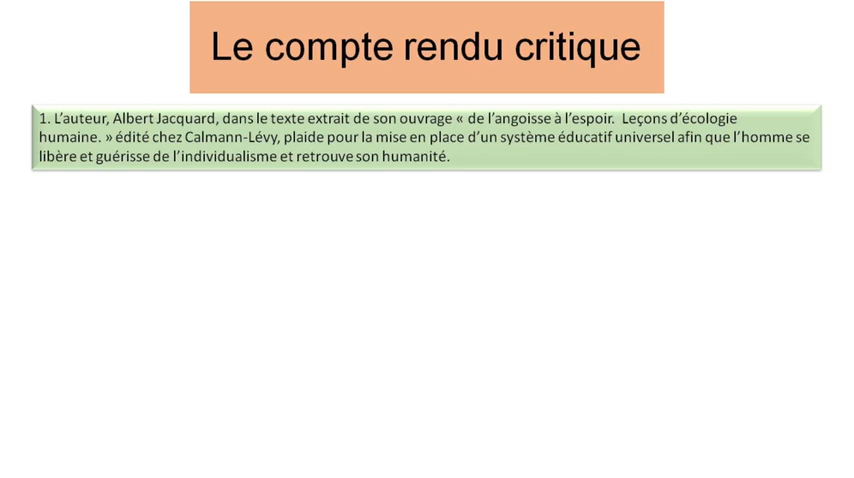 Le compte rendu critique
1. L’auteur, Albert Jacquard, dans le texte extrait de son ouvrage « de l’angoisse à l’espoir.  Leçons d’écologie
humaine. » édité chez Calmann-Lévy, plaide pour la mise en place d’un système éducatif universel afin que l’homme se
libère et guérisse de l’individualisme et retrouve son humanité.